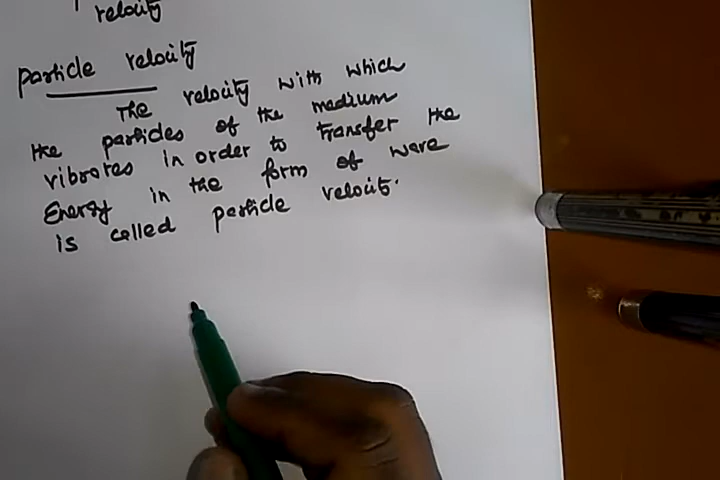 velocity
particle velocity
The velocity with which
the particles of the medium
vibrates in order to transfer the
Energy in the form of wave
is called particle velocity.